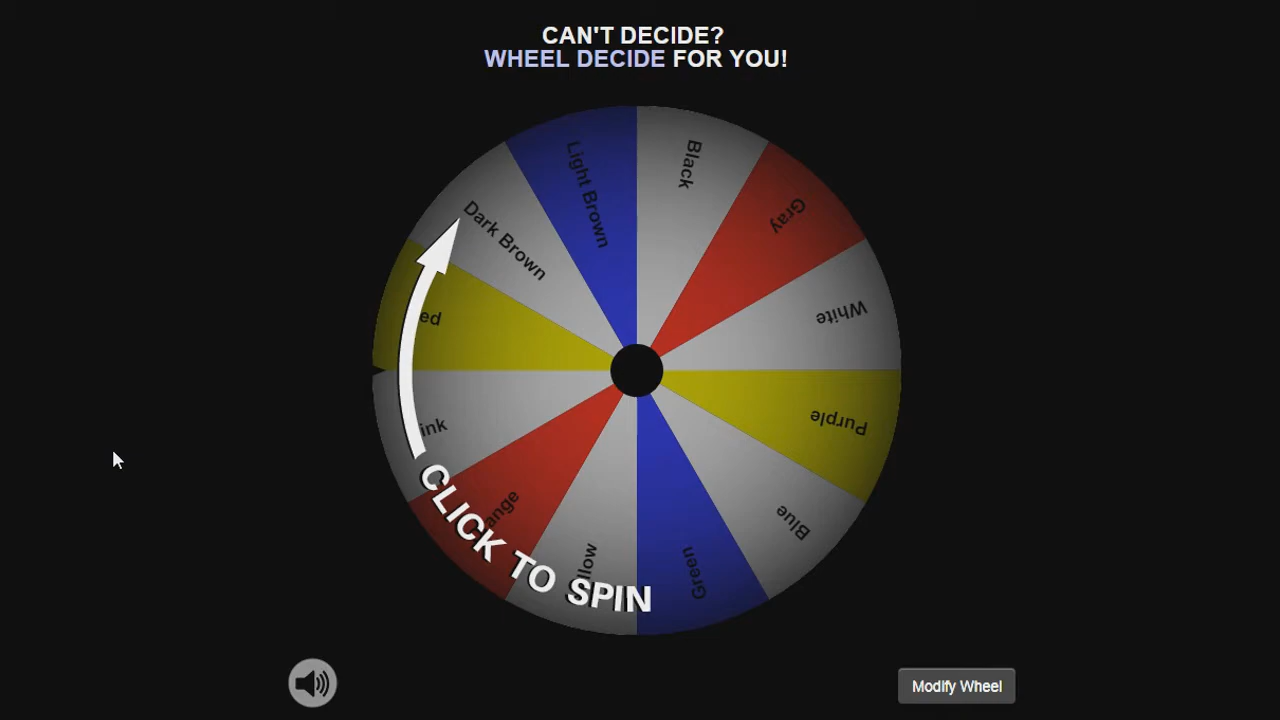 CAN'T DECIDE?
WHEEL DECIDE FOR YOU!
Light Brown
Black
Gray
White
Purple
Blue
Green
Dark Brown
CLICK TO SPIN
Modify Wheel